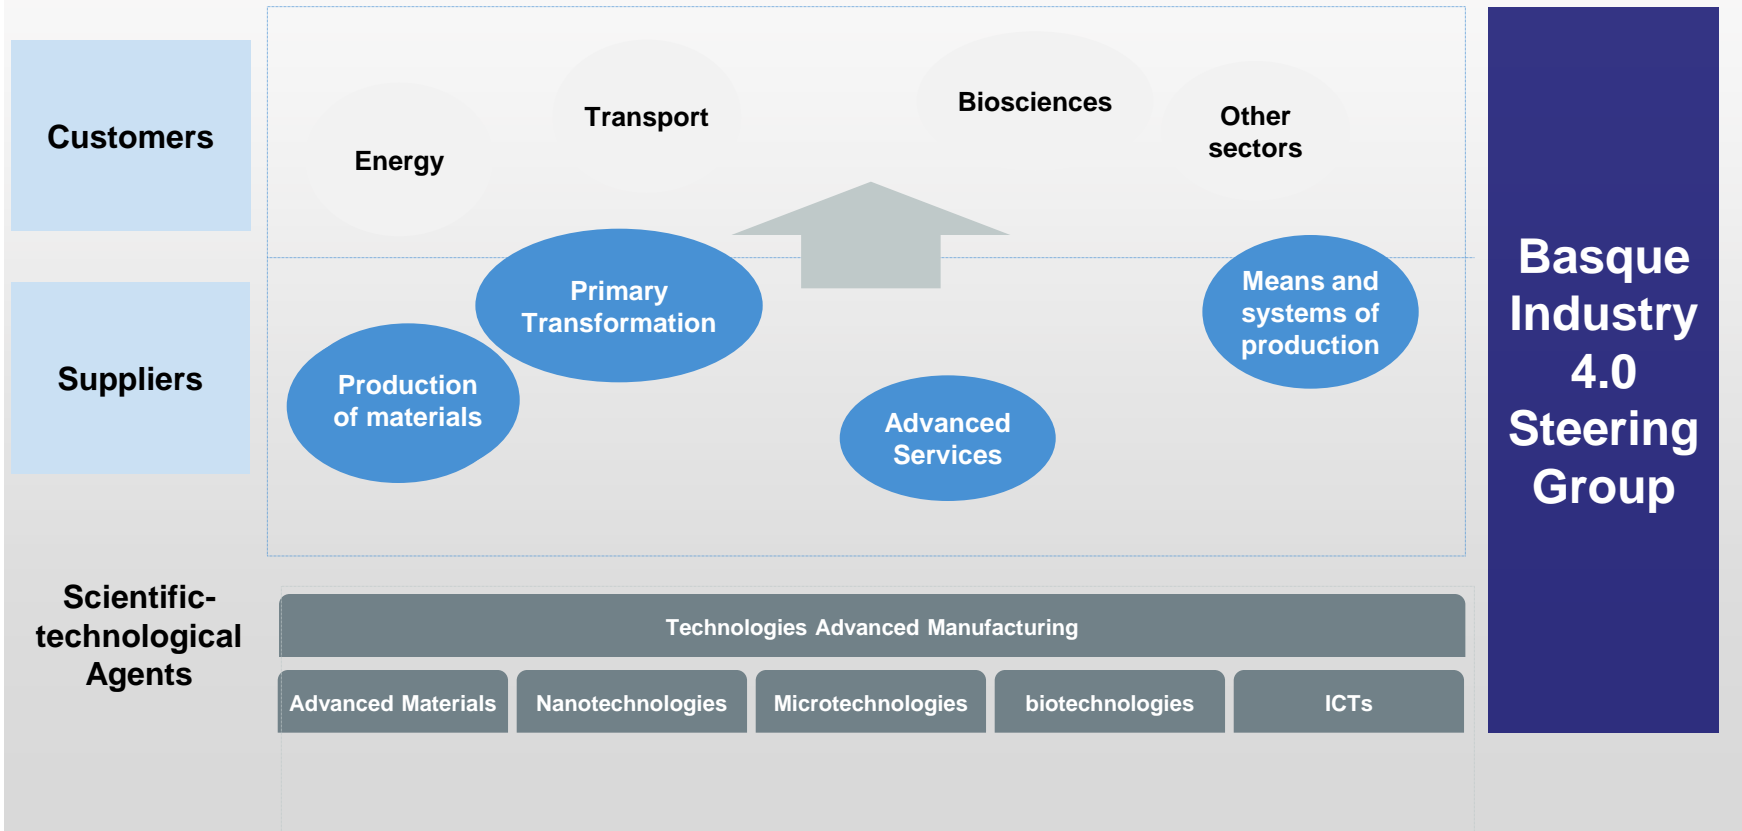 Customers
Energy
Transport
Biosciences
Other
sectors
Suppliers
Production
of materials
Primary
Transformation
Advanced
Services
Means and
systems of
production
Scientific-
technological
Agents
Technologies Advanced Manufacturing
Advanced Materials
Nanotechnologies
Microtechnologies
biotechnologies
ICTs
Basque
Industry
4.0
Steering
Group